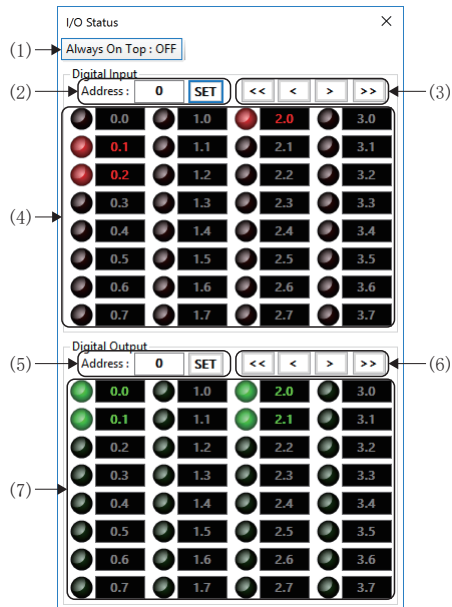 I/O Status ×
(1) Always On Top : OFF
Digital Input
(2) Address : 0 SET << < > >> (3)
0.0 1.0 2.0 3.0
0.1 1.1 2.1 3.1
0.2 1.2 2.2 3.2
0.3 1.3 2.3 3.3
(4) 0.4 1.4 2.4 3.4
0.5 1.5 2.5 3.5
0.6 1.6 2.6 3.6
0.7 1.7 2.7 3.7
Digital Output
(5) Address : 0 SET << < > >> (6)
0.0 1.0 2.0 3.0
0.1 1.1 2.1 3.1
0.2 1.2 2.2 3.2
0.3 1.3 2.3 3.3
(7) 0.4 1.4 2.4 3.4
0.5 1.5 2.5 3.5
0.6 1.6 2.6 3.6
0.7 1.7 2.7 3.7